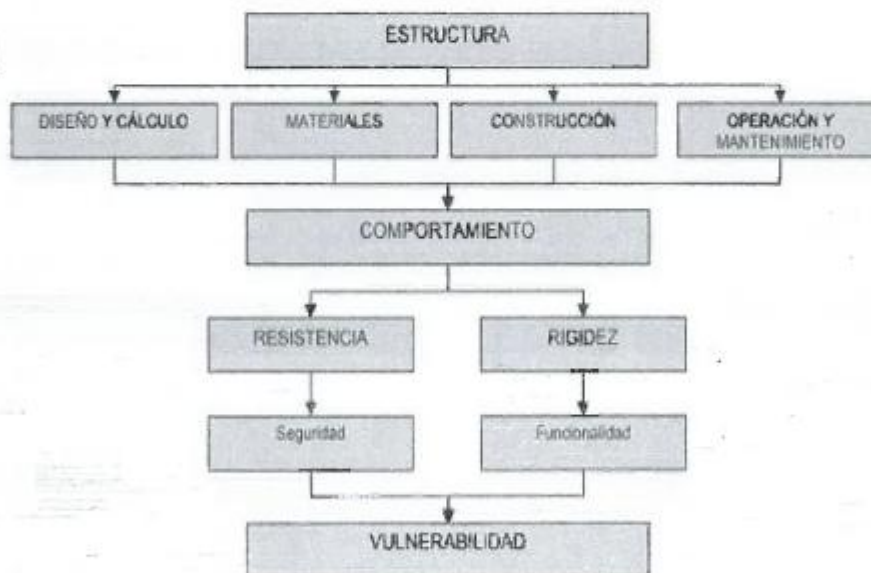 ESTRUCTURA
DISEÑO Y CÁLCULO
MATERIALES
CONSTRUCCIÓN
OPERACIÓN Y
MANTENIMIENTO
COMPORTAMIENTO
RESISTENCIA
RIGIDEZ
Seguridad
Funcionalidad
VULNERABILIDAD